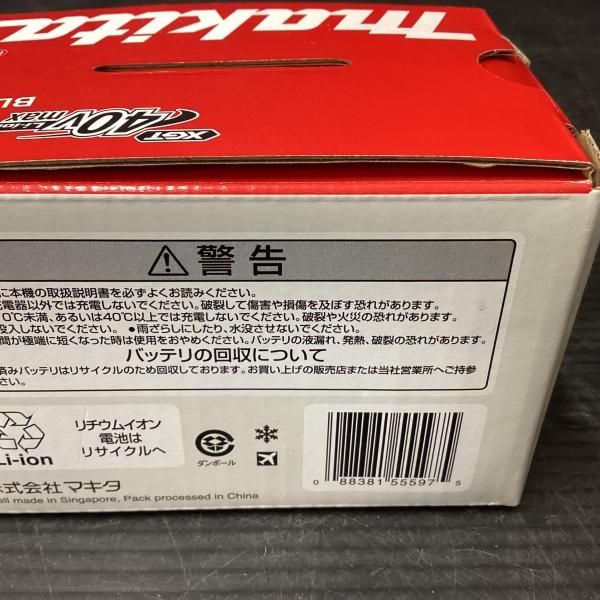 makita
XGT
40Vmax
Li-ion
BL
警告
に本機の取扱説明書を必ずよくお読みください。
充電器以外では充電しないでください。破裂して傷害や損傷を及ぼす恐れがあります。
0℃未満、あるいは40℃以上では充電しないでください。破裂や火災の恐れがあります。
投入しないでください。 ●雨ざらしにしたり、水没させないでください。
間が極端に短くなった時は使用をおやめください。バッテリの液漏れ、発熱、破裂の恐れがあります。
バッテリの回収について
済みバッテリはリサイクルのため回収しております。お買い上げの販売店または当社営業所へご持参
ださい。
Li-ion
リチウムイオン
電池は
リサイクルへ
ダンボール
0 88381 55597 5
株式会社マキタ
ell made in Singapore, Pack processed in China